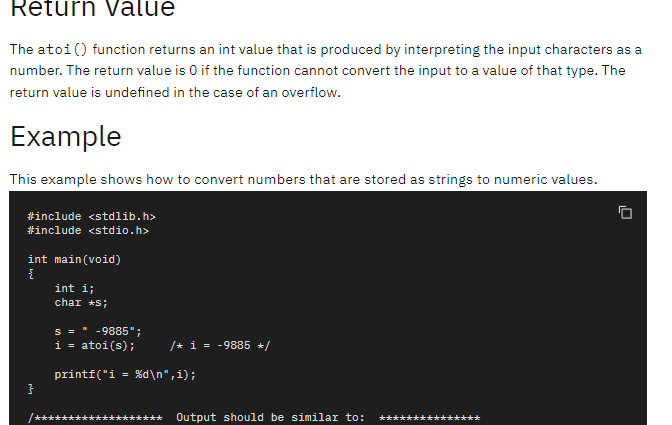 Return Value
The atoi() function returns an int value that is produced by interpreting the input characters as a
number. The return value is 0 if the function cannot convert the input to a value of that type. The
return value is undefined in the case of an overflow.
Example
This example shows how to convert numbers that are stored as strings to numeric values.
#include <stdlib.h>
#include <stdio.h>
int main(void)
{
int i;
char *s;
s = " -9885";
i = atoi(s);     /* i = -9885 */
printf("i = %d\n",i);
}
/*******************  Output should be similar to:  ***************